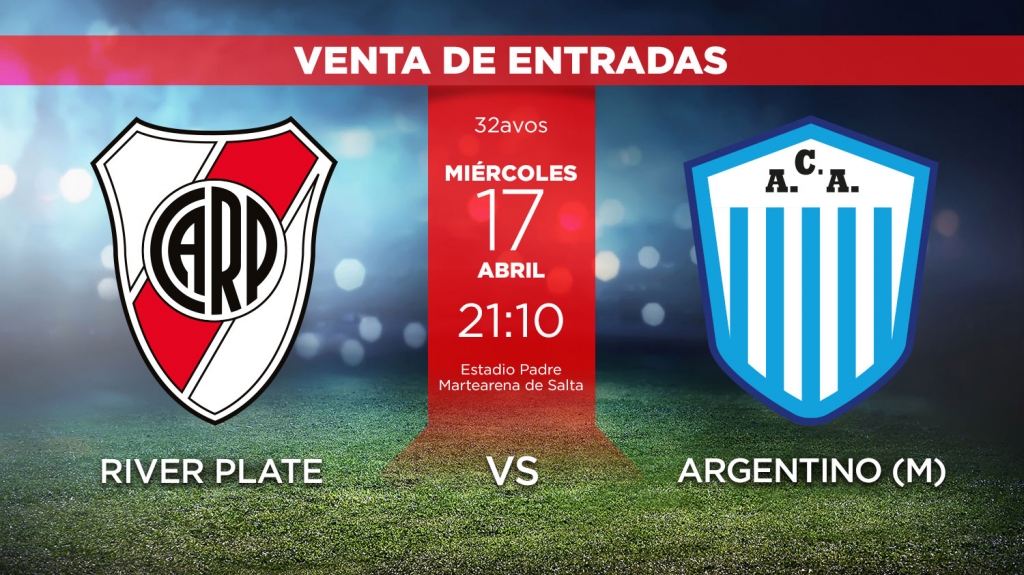 VENTA DE ENTRADAS
32avos
MIÉRCOLES
17
ABRIL
21:10
Estadio Padre
Martearena de Salta
CARP
A.C.A.
RIVER PLATE
VS
ARGENTINO (M)